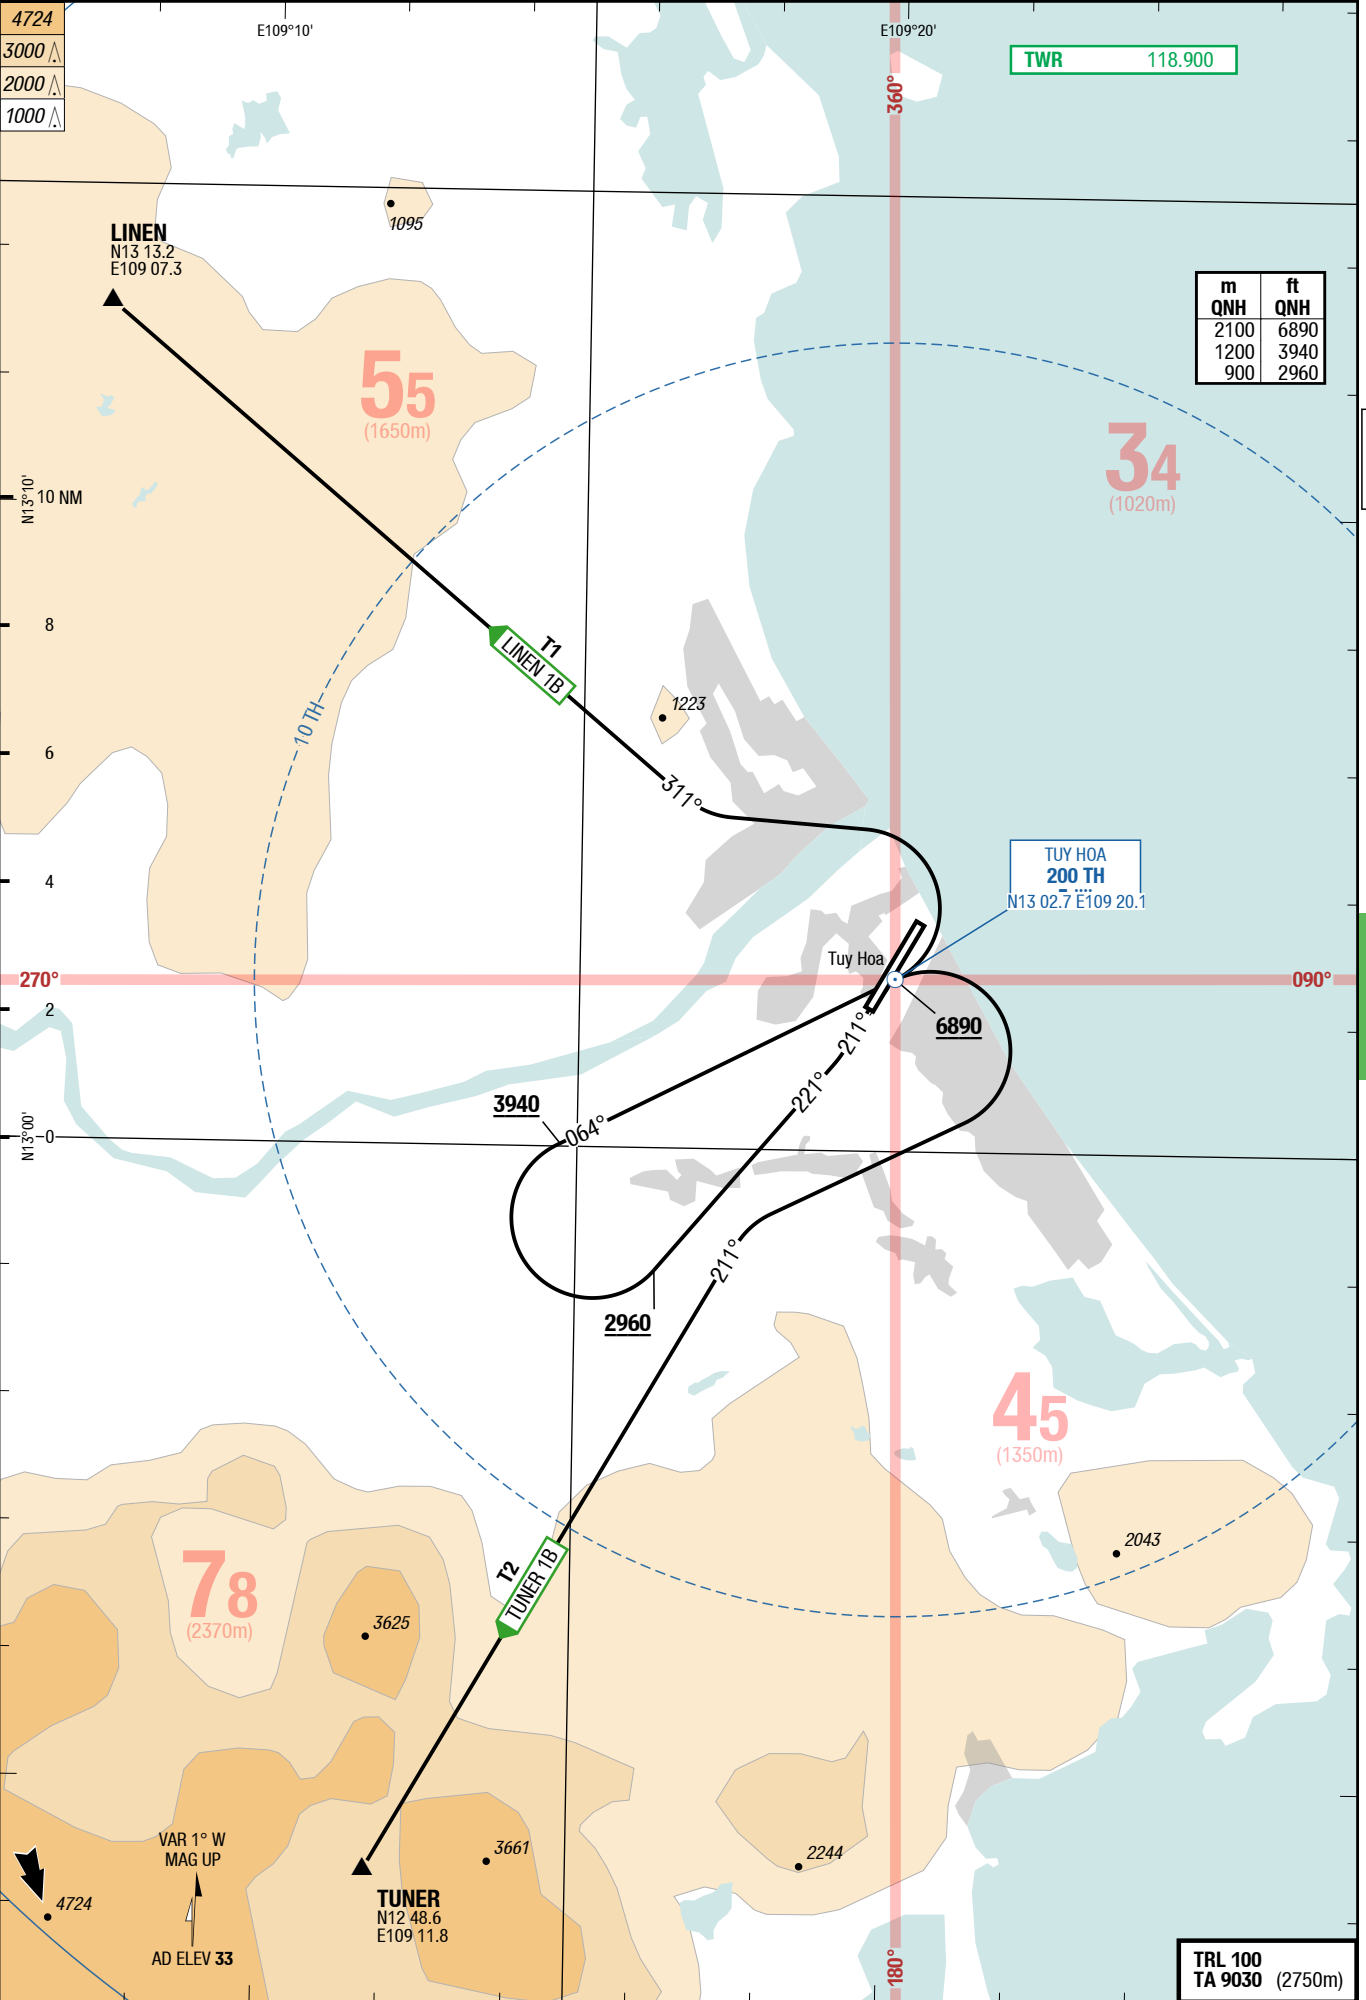 4724
3000
2000
1000
E109°10'
E109°20'
TWR 118.900
360°
1095
LINEN
N13 13.2
E109 07.3
m ft
QNH QNH
2100 6890
1200 3940
900 2960
55
(1650m)
34
(1020m)
N13°10'
10 NM
8
T1
LINEN 1B
1223
10 TH
6
311°
4
TUY HOA
200 TH
N13 02.7 E109 20.1
Tuy Hoa
270°
090°
2
6890
211°
221°
3940
064°
N13°00'
0
211°
2960
45
(1350m)
2043
T2
TUNER 1B
78
(2370m)
3625
VAR 1° W
MAG UP
3661
2244
4724
TUNER
N12 48.6
E109 11.8
AD ELEV 33
180°
TRL 100
TA 9030 (2750m)